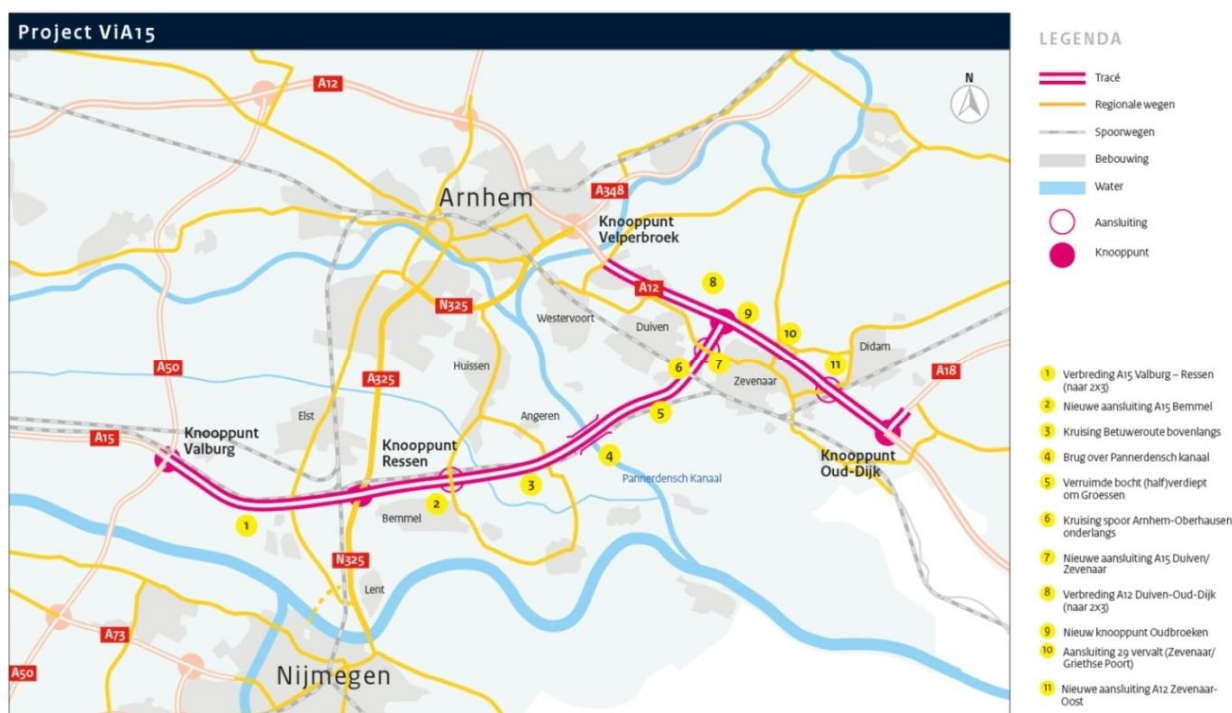 Project ViA15
A12
N
Arnhem
A348
Knooppunt
Velperbroek
A12
8
9
10
11
N325
Westervoort
Duiven
Didam
A50
A325
Huissen
6
7
Zevenaar
A18
Elst
Angeren
5
A15
Knooppunt
Valburg
Knooppunt
Ressen
4
Knooppunt
Oud-Dijk
3
2
Pannerdensch Kanaal
1
Bemmel
N325
Lent
A73
A50
Nijmegen
LEGENDA
Tracé
Regionale wegen
Spoorwegen
Bebouwing
Water
Aansluiting
Knooppunt
1 Verbreding A15 Valburg – Ressen
(naar 2x3)
2 Nieuwe aansluiting A15 Bemmel
3 Kruising Betuweroute bovenlangs
4 Brug over Pannerdensch kanaal
5 Verruimde bocht (half)verdiept
om Groessen
6 Kruising spoor Arnhem-Oberhausen
onderlangs
7 Nieuwe aansluiting A15 Duiven/
Zevenaar
8 Verbreding A12 Duiven-Oud-Dijk
(naar 2x3)
9 Nieuw knooppunt Oudbroeken
10 Aansluiting 29 vervalt (Zevenaar/
Griethse Poort)
11 Nieuwe aansluiting A12 Zevenaar-
Oost